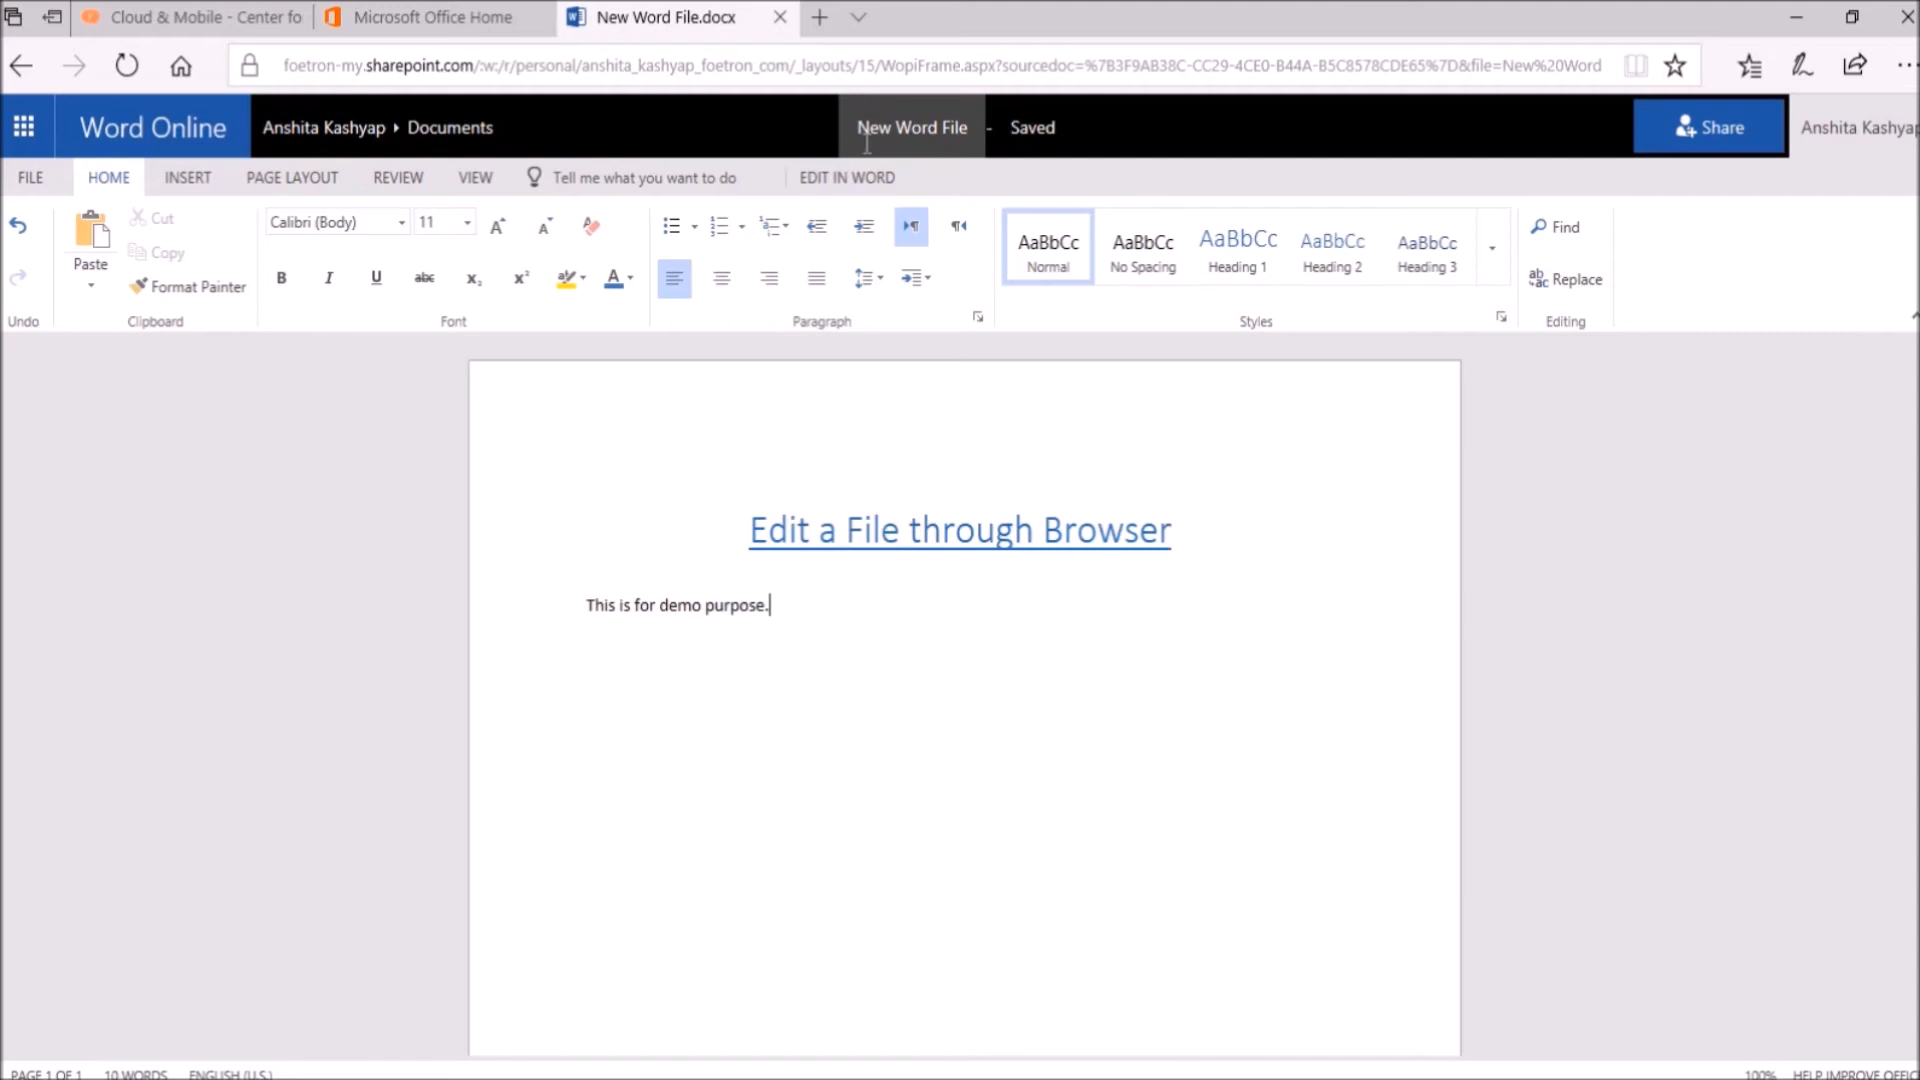 Cloud & Mobile - Center fo
Microsoft Office Home
New Word File.docx
foetron-my.sharepoint.com/:w:/r/personal/anshita_kashyap_foetron_com/_layouts/15/WopiFrame.aspx?sourcedoc=%7B3F9AB38C-CC29-4CE0-B44A-B5C8578CDE65%7D&file=New%20Word
Word Online
Anshita Kashyap ▸ Documents
New Word File - Saved
Share
Anshita Kashyap
FILE HOME INSERT PAGE LAYOUT REVIEW VIEW Tell me what you want to do EDIT IN WORD
Paste
Cut
Copy
Format Painter
Calibri (Body) 11
B I U abc x₂ x² ab A
AaBbCc AaBbCc AaBbCc AaBbCc AaBbCc
Normal No Spacing Heading 1 Heading 2 Heading 3
Find
Replace
Undo Clipboard Font Paragraph Styles Editing
Edit a File through Browser
This is for demo purpose.
PAGE 1 OF 1 10 WORDS ENGLISH (U.S.) 100% HELP IMPROVE OFFIC